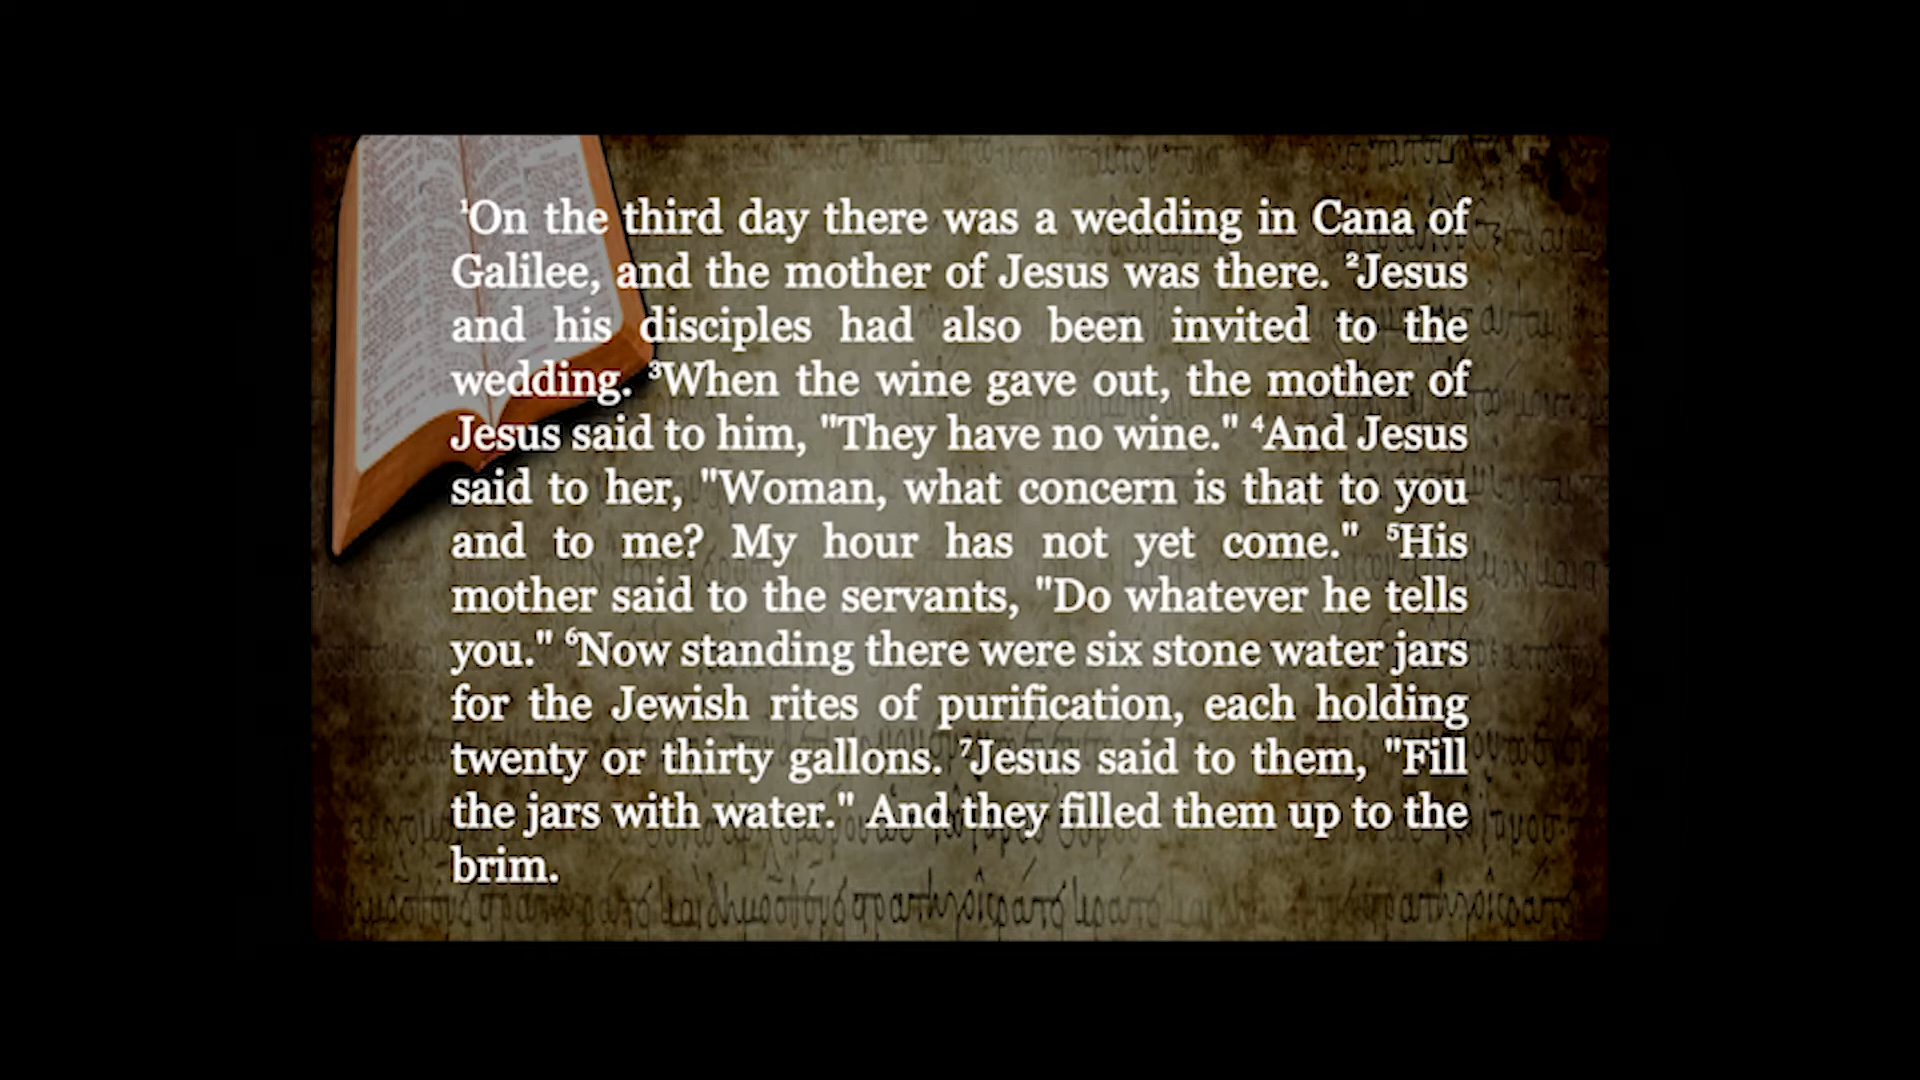 ¹On the third day there was a wedding in Cana of
Galilee, and the mother of Jesus was there. ²Jesus
and his disciples had also been invited to the
wedding. ³When the wine gave out, the mother of
Jesus said to him, "They have no wine." ⁴And Jesus
said to her, "Woman, what concern is that to you
and to me? My hour has not yet come." ⁵His
mother said to the servants, "Do whatever he tells
you." ⁶Now standing there were six stone water jars
for the Jewish rites of purification, each holding
twenty or thirty gallons. ⁷Jesus said to them, "Fill
the jars with water." And they filled them up to the
brim.